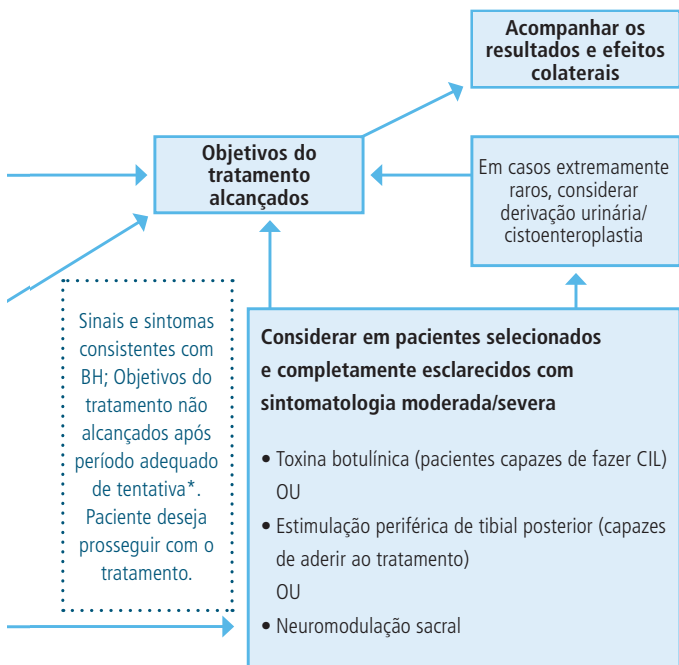 Acompanhar os
resultados e efeitos
colaterais
Objetivos do
tratamento
alcançados
Em casos extremamente
raros, considerar
derivação urinária/
cistoenteroplastia
Sinais e sintomas
consistentes com
BH; Objetivos do
tratamento não
alcançados após
período adequado
de tentativa*.
Paciente deseja
prosseguir com o
tratamento.
Considerar em pacientes selecionados
e completamente esclarecidos com
sintomatologia moderada/severa
• Toxina botulínica (pacientes capazes de fazer CIL)
OU
• Estimulação periférica de tibial posterior (capazes
de aderir ao tratamento)
OU
• Neuromodulação sacral